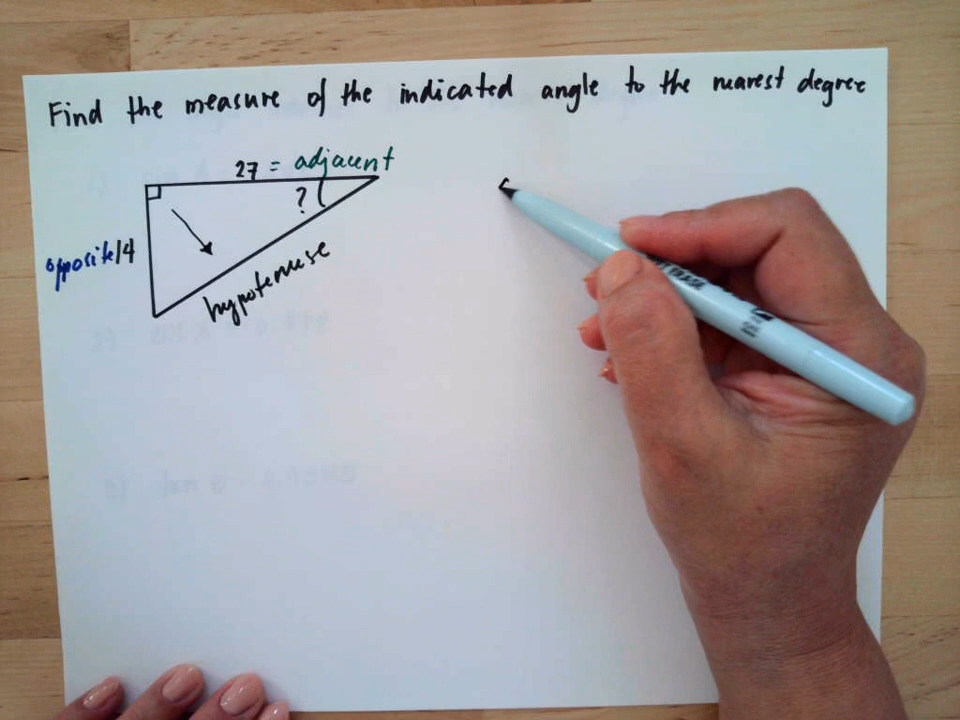 Find the measure of the indicated angle to the nearest degree
27 = adjacent
?
opposite 14
hypotenuse